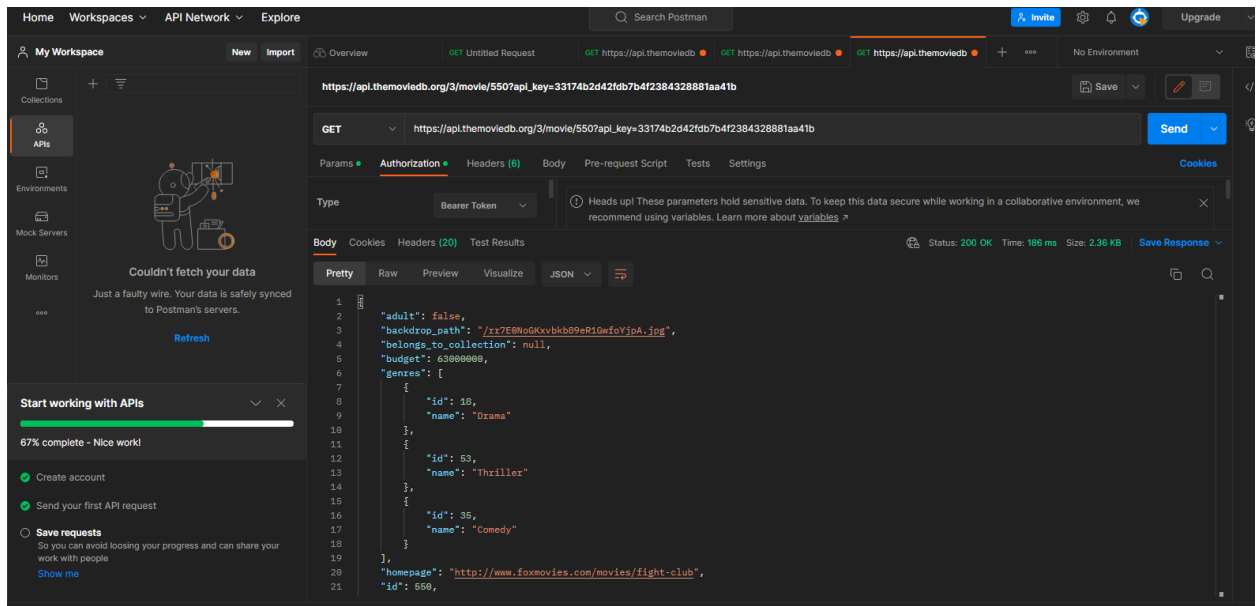 Home Workspaces API Network Explore Search Postman Invite Upgrade
My Workspace New Import Overview GET Untitled Request GET https://api.themoviedb GET https://api.themoviedb GET https://api.themoviedb No Environment
Collections
APIs
Environments
Mock Servers
Monitors
Couldn't fetch your data
Just a faulty wire. Your data is safely synced
to Postman's servers.
Refresh
Start working with APIs
67% complete - Nice work!
Create account
Send your first API request
Save requests
So you can avoid loosing your progress and can share your
work with people
Show me
https://api.themoviedb.org/3/movie/550?api_key=33174b2d42fdb7b4f2384328881aa41b Save
GET https://api.themoviedb.org/3/movie/550?api_key=33174b2d42fdb7b4f2384328881aa41b Send
Params Authorization Headers (6) Body Pre-request Script Tests Settings Cookies
Type Bearer Token
Heads up! These parameters hold sensitive data. To keep this data secure while working in a collaborative environment, we
recommend using variables. Learn more about variables ↗
Body Cookies Headers (20) Test Results Status: 200 OK Time: 186 ms Size: 2.36 KB Save Response
Pretty Raw Preview Visualize JSON
1 {
2 "adult": false,
3 "backdrop_path": "/rr7E0NoGKxvbkb89eR1GwfoYjpA.jpg",
4 "belongs_to_collection": null,
5 "budget": 63000000,
6 "genres": [
7 {
8 "id": 18,
9 "name": "Drama"
10 },
11 {
12 "id": 53,
13 "name": "Thriller"
14 },
15 {
16 "id": 35,
17 "name": "Comedy"
18 }
19 ],
20 "homepage": "http://www.foxmovies.com/movies/fight-club",
21 "id": 550,